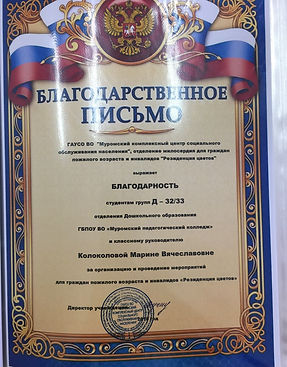 БЛАГОДАРСТВЕННОЕ
ПИСЬМО
ГАУСО ВО "Муромский комплексный центр социального
обслуживания населения", отделение милосердия для граждан
пожилого возраста и инвалидов "Резиденция цветов"
выражает
БЛАГОДАРНОСТЬ
студентам групп Д – 32/33
отделения Дошкольного образования
ГБПОУ ВО «Муромский педагогический колледж»
и классному руководителю
Колоколовой Марине Вячеславовне
за организацию и проведение мероприятий
для граждан пожилого возраста и инвалидов «Резиденция цветов»
Директор учреждения
год